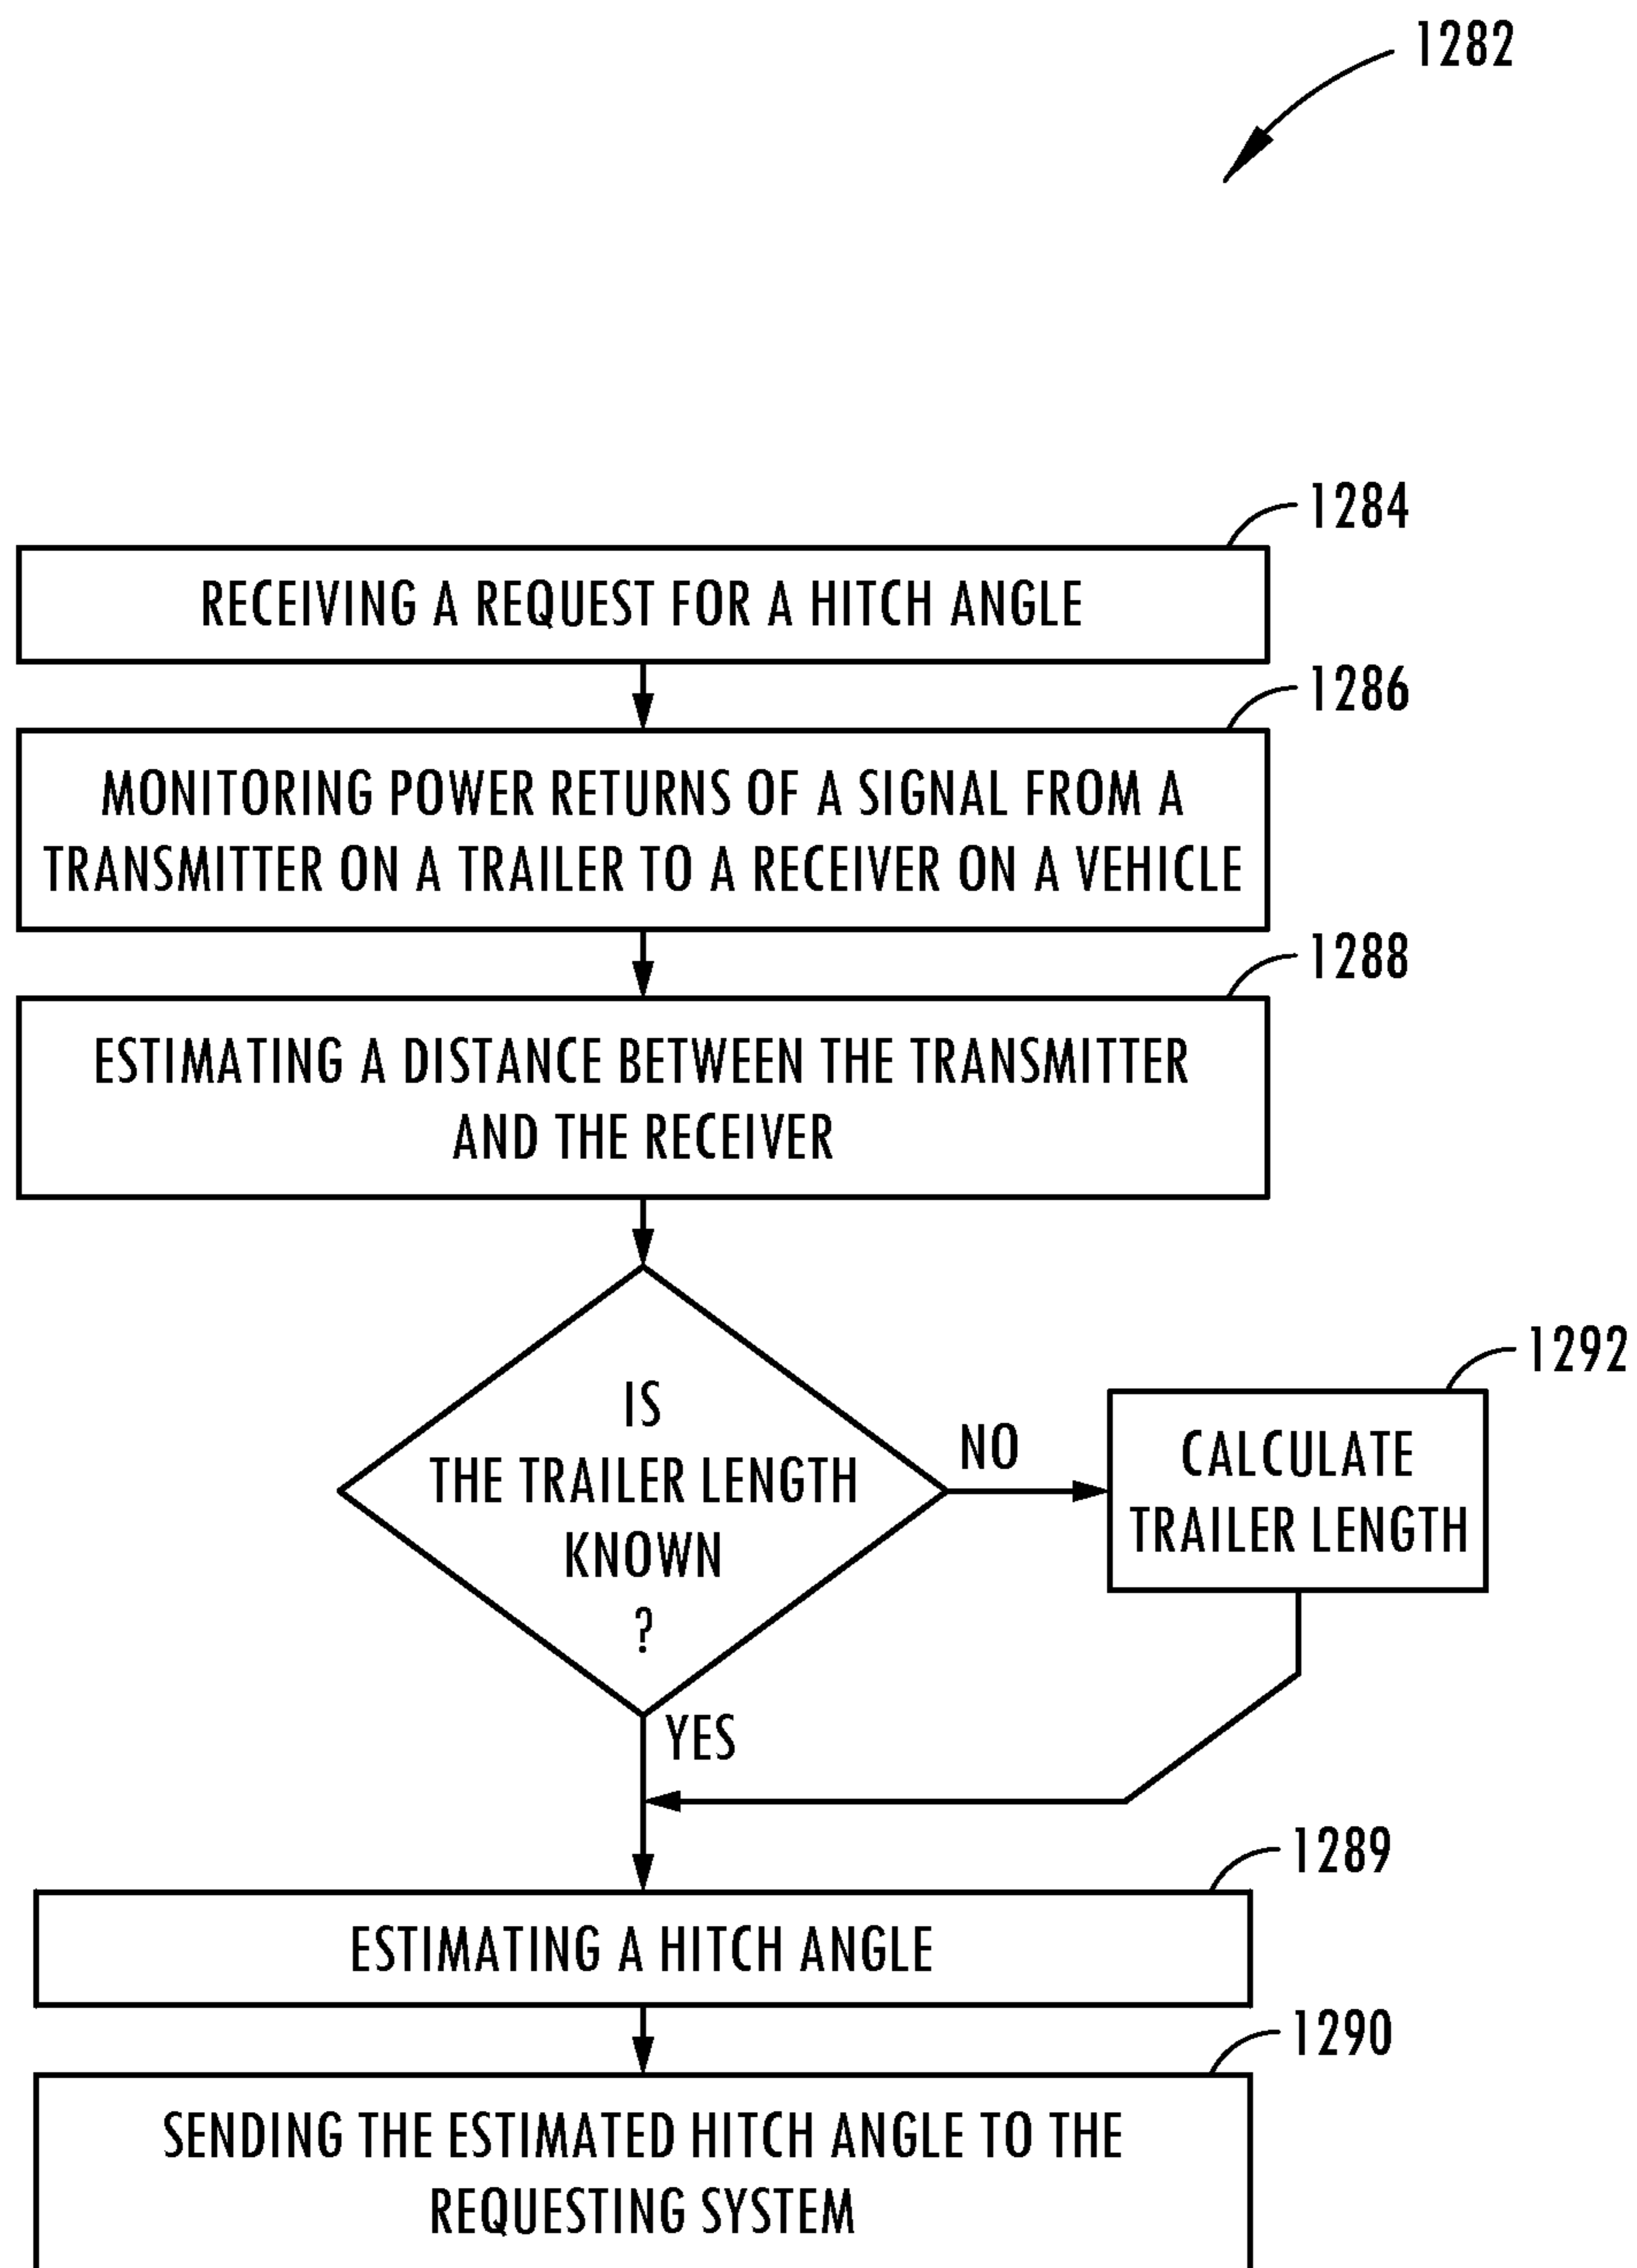 1282
1284
RECEIVING A REQUEST FOR A HITCH ANGLE
1286
MONITORING POWER RETURNS OF A SIGNAL FROM A
TRANSMITTER ON A TRAILER TO A RECEIVER ON A VEHICLE
1288
ESTIMATING A DISTANCE BETWEEN THE TRANSMITTER
AND THE RECEIVER
IS
THE TRAILER LENGTH
KNOWN
?
NO
1292
CALCULATE
TRAILER LENGTH
YES
1289
ESTIMATING A HITCH ANGLE
1290
SENDING THE ESTIMATED HITCH ANGLE TO THE
REQUESTING SYSTEM